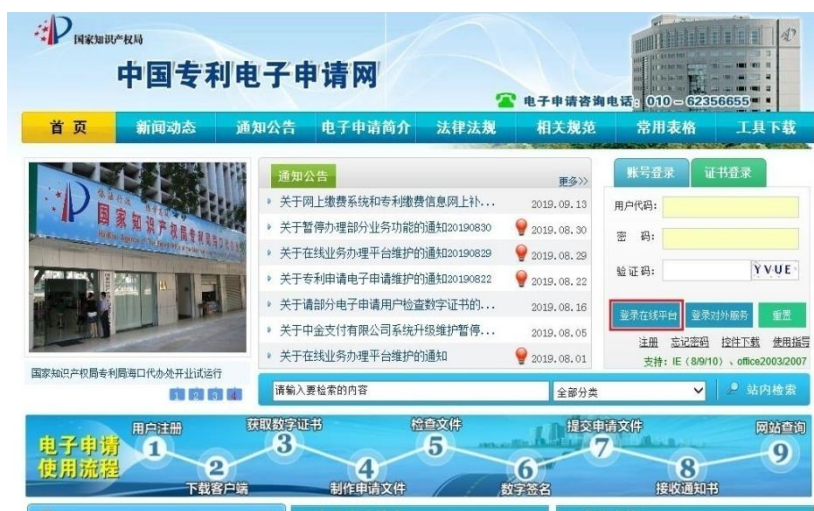 国家知识产权局
中国专利电子申请网
电子申请咨询电话：010－62356655
首页 新闻动态 通知公告 电子申请简介 法律法规 相关规范 常用表格 工具下载
国家知识产权局专利局海口代办处
国家知识产权局专利局海口代办处开业试运行
1 2 3 4
通知公告 更多>>
关于网上缴费系统和专利缴费信息网上补... 2019.09.13
关于暂停办理部分业务功能的通知20190830 2019.08.30
关于在线业务办理平台维护的通知20190829 2019.08.29
关于专利申请电子申请维护的通知20190822 2019.08.22
关于请部分电子申请用户检查数字证书的... 2019.08.16
关于中金支付有限公司系统升级维护暂停... 2019.08.05
关于在线业务办理平台维护的通知 2019.08.01
账号登录 证书登录
用户代码:
密 码:
验证码: YVUE
登录在线平台 登录对外服务 重置
注册 忘记密码 控件下载 使用指导
支持：IE（8/9/10）、office2003/2007
请输入要检索的内容 全部分类 站内检索
电子申请
使用流程
用户注册 1
2 下载客户端
获取数字证书 3
4 制作申请文件
检查文件 5
6 数字签名
提交申请文件 7
8 接收通知书
网站查询 9